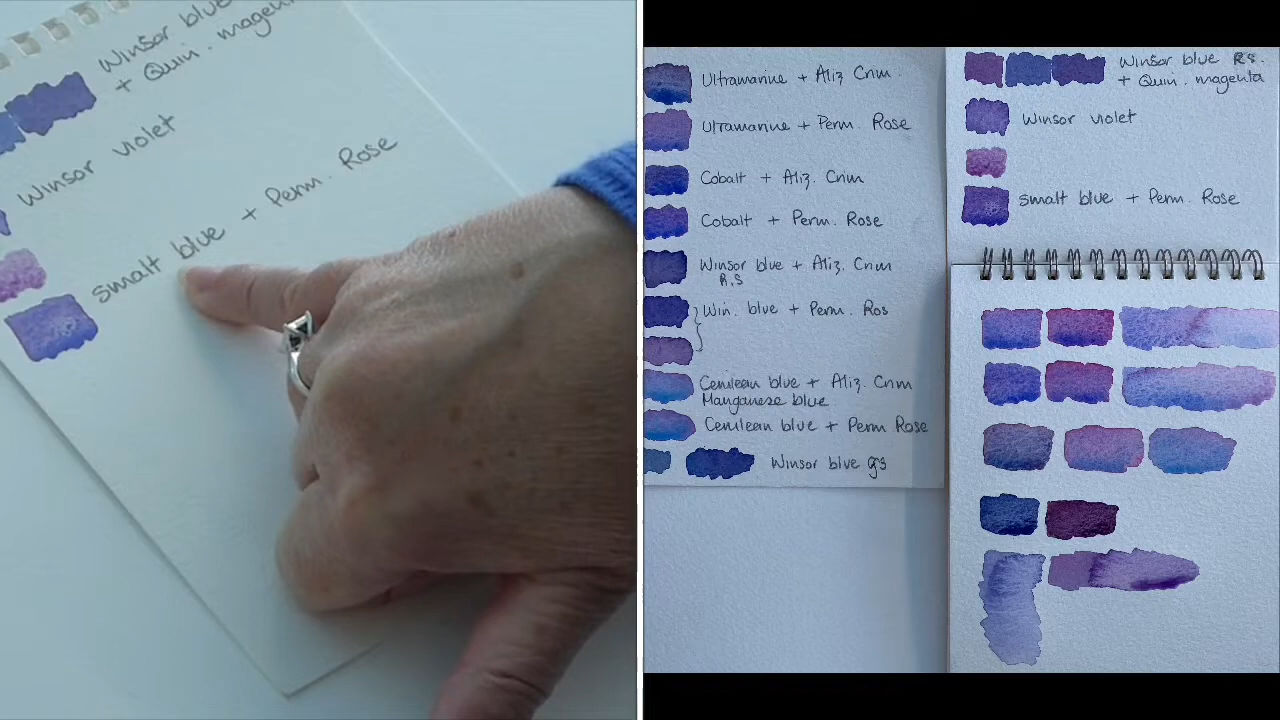 Winsor blue
+ Quin. magenta
Winsor violet
smalt blue + Perm. Rose
Ultramarine + Aliz Crim.
Ultramarine + Perm. Rose
Cobalt + Aliz. Crim
Cobalt + Perm. Rose
Winsor blue + Aliz. Crim
R.S
Win. blue + Perm. Ros
Cerulean blue + Aliz. Crim
Manganese blue
Cerulean blue + Perm Rose
Winsor blue gs
Winsor blue R.S.
+ Quin. magenta
Winsor violet
smalt blue + Perm. Rose